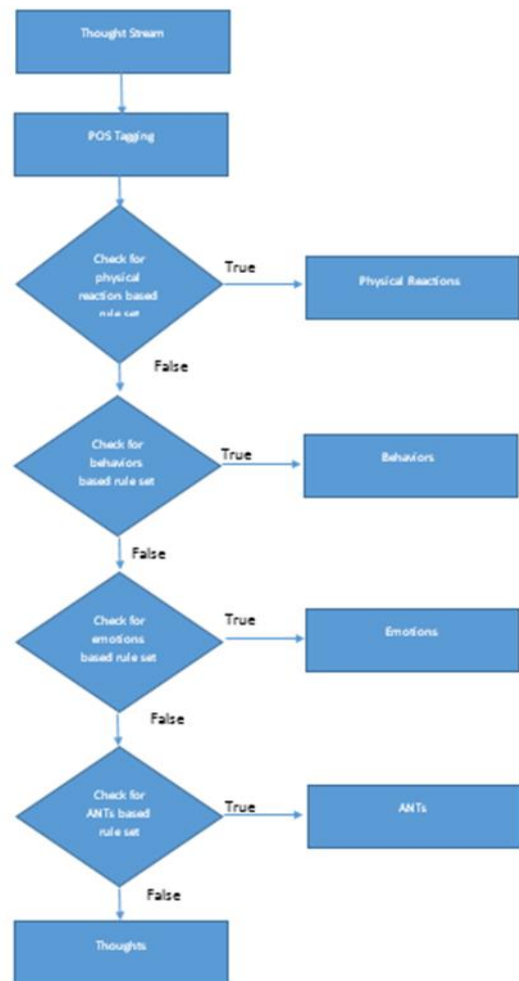 Thought Stream
POS Tagging
Check for
physical
reaction based
rule set
True
Physical Reactions
False
Check for
behaviors
based rule set
True
Behaviors
False
Check for
emotions
based rule set
True
Emotions
False
Check for
ANTs based
rule set
True
ANTs
False
Thoughts